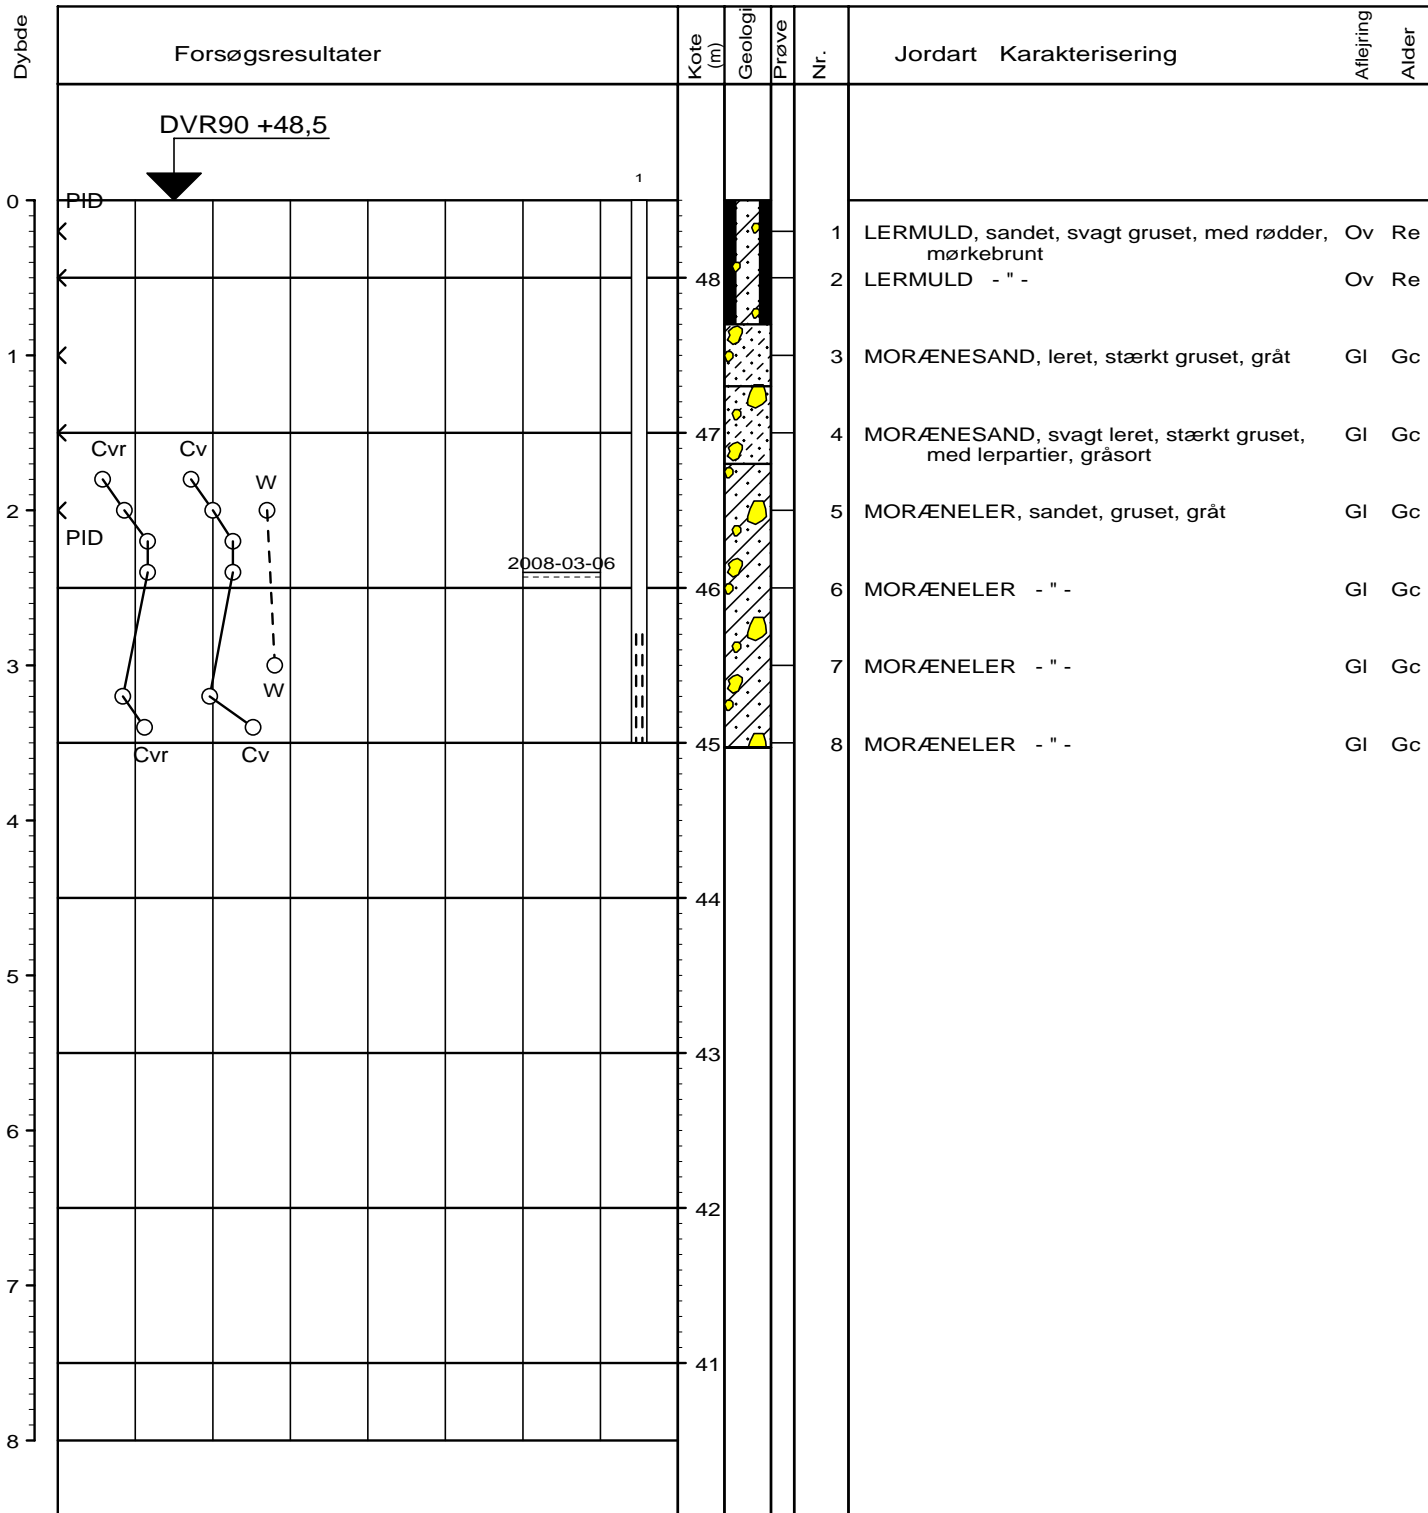 Dybde
Forsøgsresultater
Kote
(m)
Geologi
Prøve
Nr.
Jordart Karakterisering
Aflejring
Alder
DVR90 +48,5
1
0
PID
1 LERMULD, sandet, svagt gruset, med rødder, Ov Re
mørkebrunt
48
2 LERMULD - " - Ov Re
1
3 MORÆNESAND, leret, stærkt gruset, gråt Gl Gc
47
4 MORÆNESAND, svagt leret, stærkt gruset, Gl Gc
med lerpartier, gråsort
Cvr Cv
W
2
5 MORÆNELER, sandet, gruset, gråt Gl Gc
PID
2008-03-06
46
6 MORÆNELER - " - Gl Gc
3
7 MORÆNELER - " - Gl Gc
W
45
8 MORÆNELER - " - Gl Gc
Cvr Cv
4
44
5
43
6
42
7
41
8